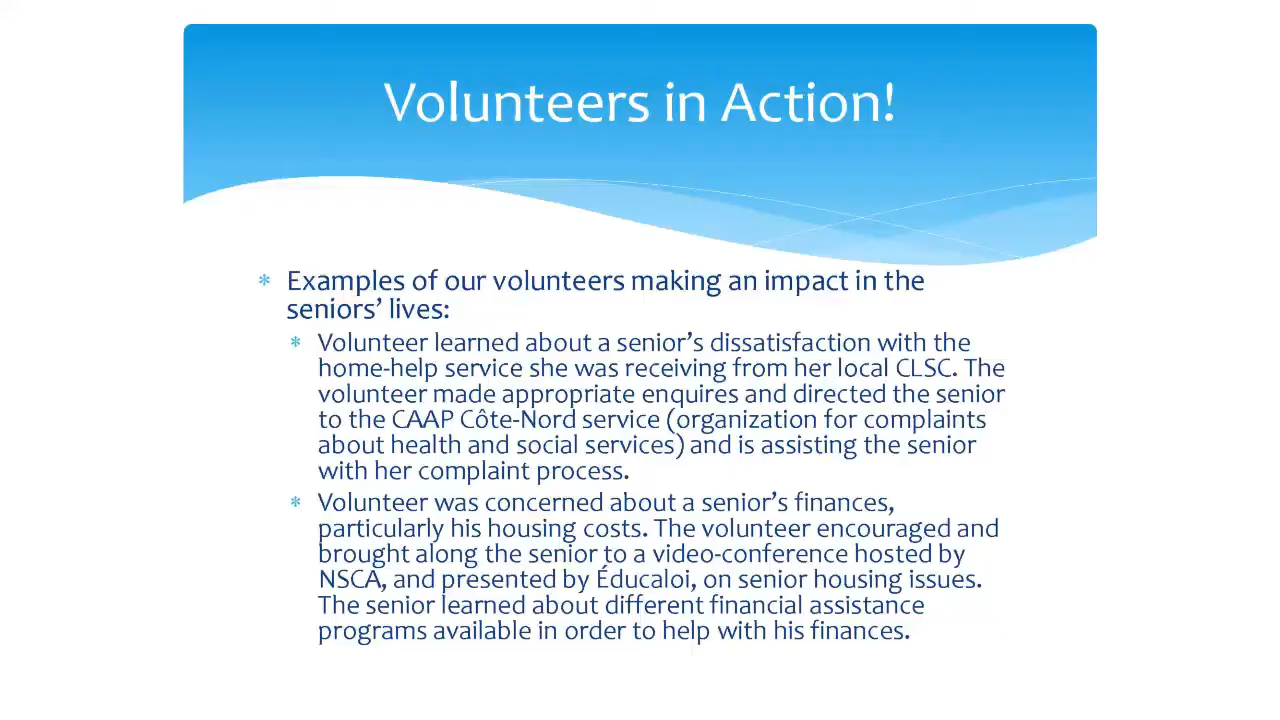 Volunteers in Action!
* Examples of our volunteers making an impact in the
seniors’ lives:
* Volunteer learned about a senior’s dissatisfaction with the
home-help service she was receiving from her local CLSC. The
volunteer made appropriate enquires and directed the senior
to the CAAP Côte-Nord service (organization for complaints
about health and social services) and is assisting the senior
with her complaint process.
* Volunteer was concerned about a senior’s finances,
particularly his housing costs. The volunteer encouraged and
brought along the senior to a video-conference hosted by
NSCA, and presented by Éducaloi, on senior housing issues.
The senior learned about different financial assistance
programs available in order to help with his finances.